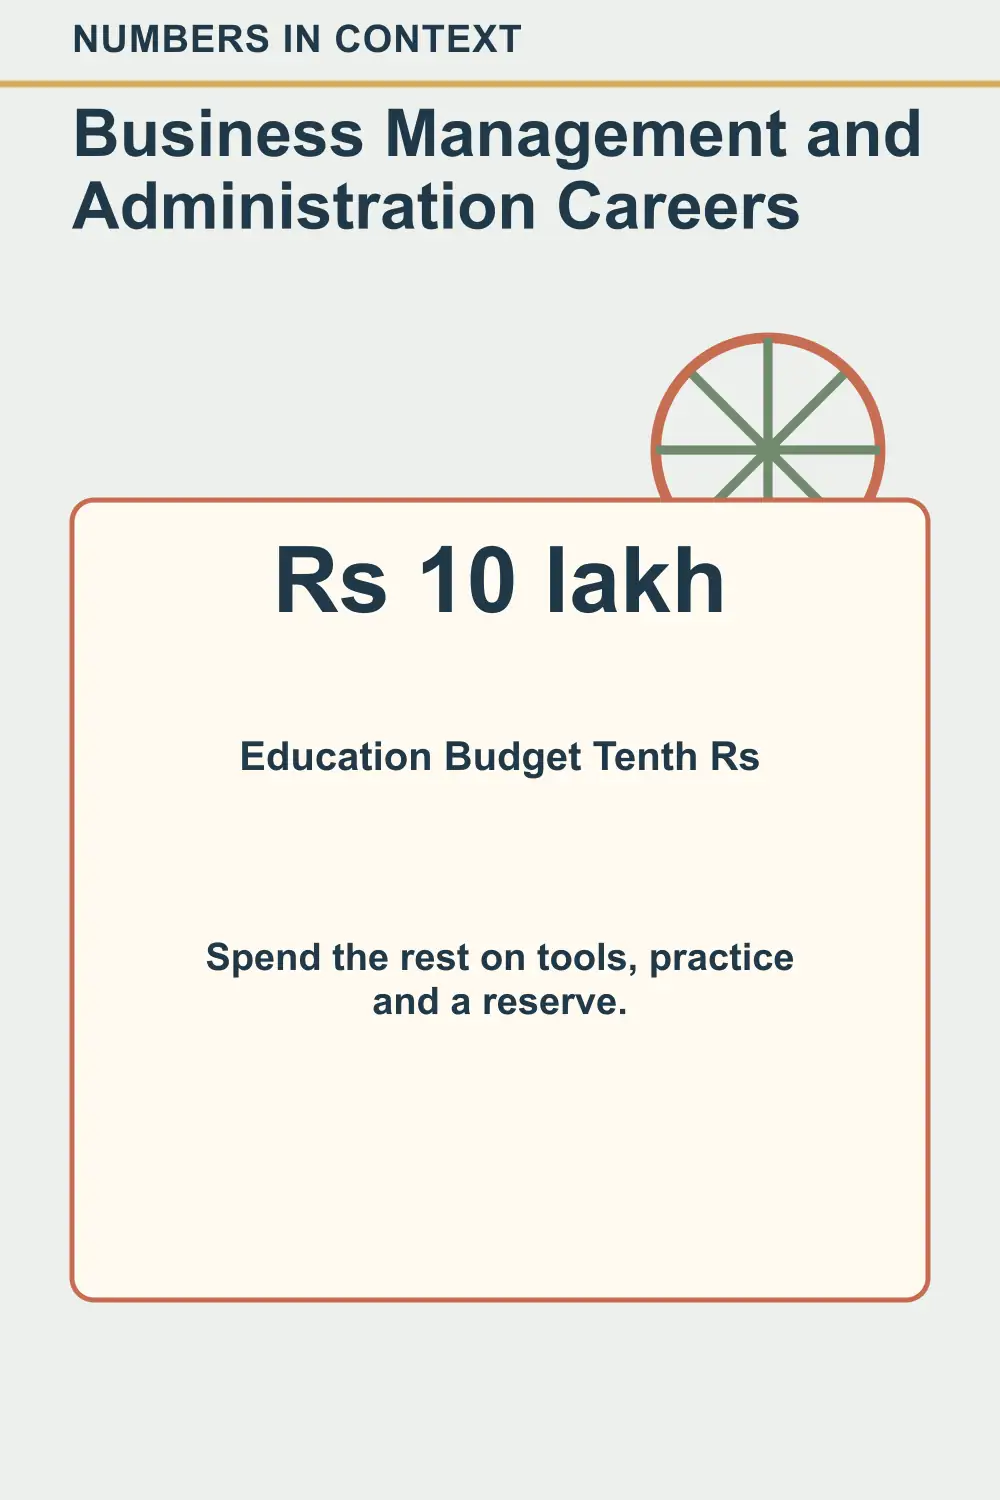 NUMBERS IN CONTEXT
Business Management and
Administration Careers
Rs 10 lakh
Education Budget Tenth Rs
Spend the rest on tools, practice
and a reserve.